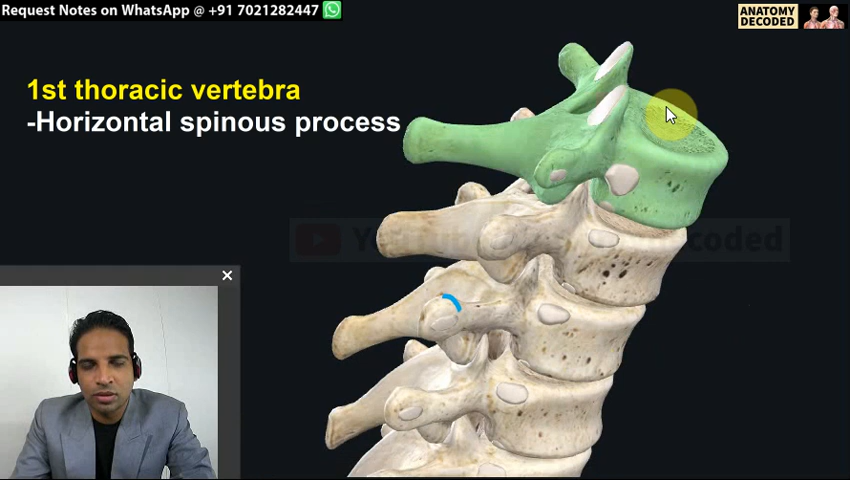 Request Notes on WhatsApp @ +91 7021282447
ANATOMY
DECODED
1st thoracic vertebra
-Horizontal spinous process